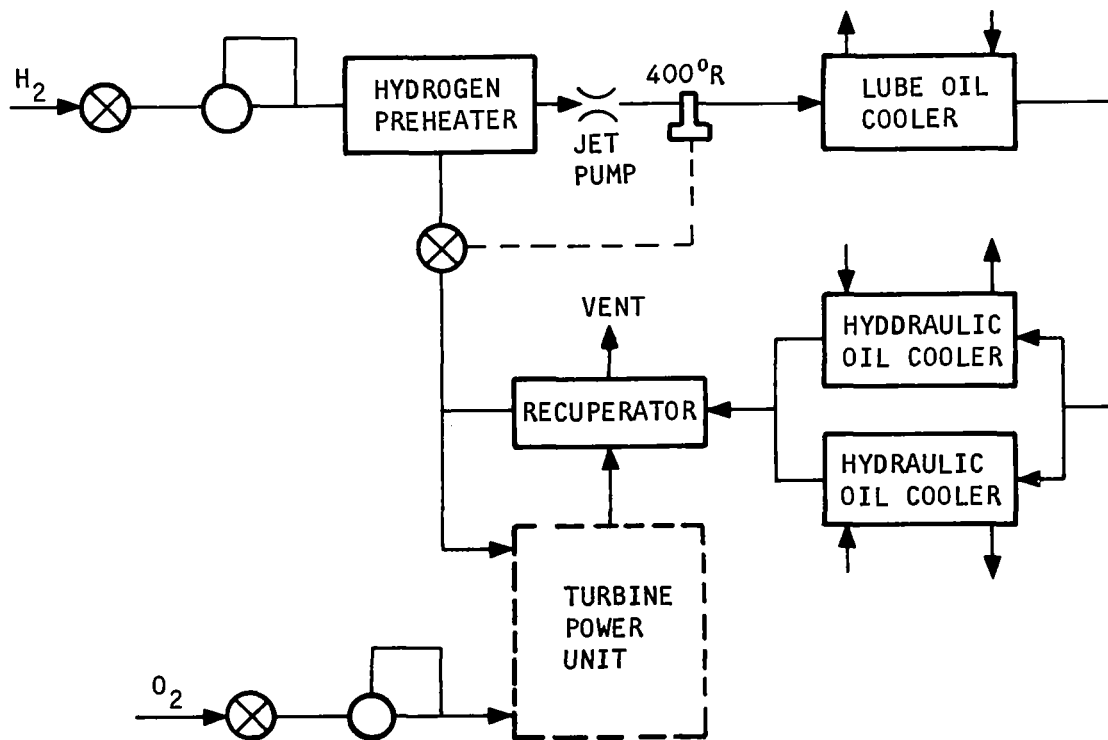 H2
HYDROGEN
PREHEATER
JET
PUMP
400°R
LUBE OIL
COOLER
VENT
RECUPERATOR
HYDDRAULIC
OIL COOLER
HYDRAULIC
OIL COOLER
TURBINE
POWER
UNIT
O2